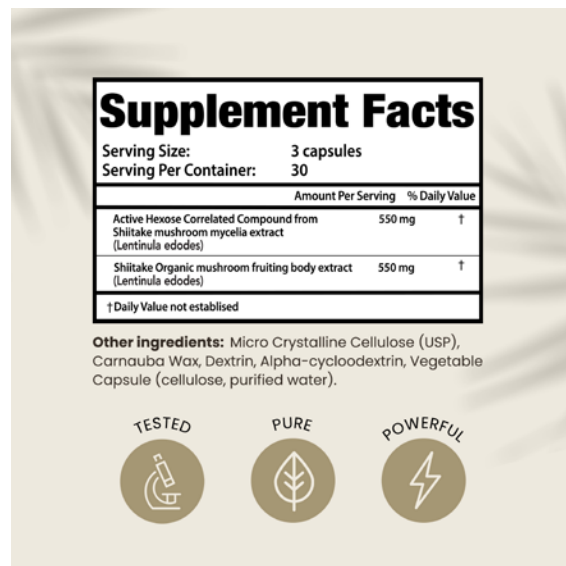 Supplement Facts
Serving Size: 3 capsules
Serving Per Container: 30
Amount Per Serving % Daily Value
Active Hexose Correlated Compound from 550 mg †
Shiitake mushroom mycelia extract
(Lentinula edodes)
Shiitake Organic mushroom fruiting body extract 550 mg †
(Lentinula edodes)
†Daily Value not establised
Other ingredients: Micro Crystalline Cellulose (USP),
Carnauba Wax, Dextrin, Alpha-cycloodextrin, Vegetable
Capsule (cellulose, purified water).
TESTED PURE POWERFUL